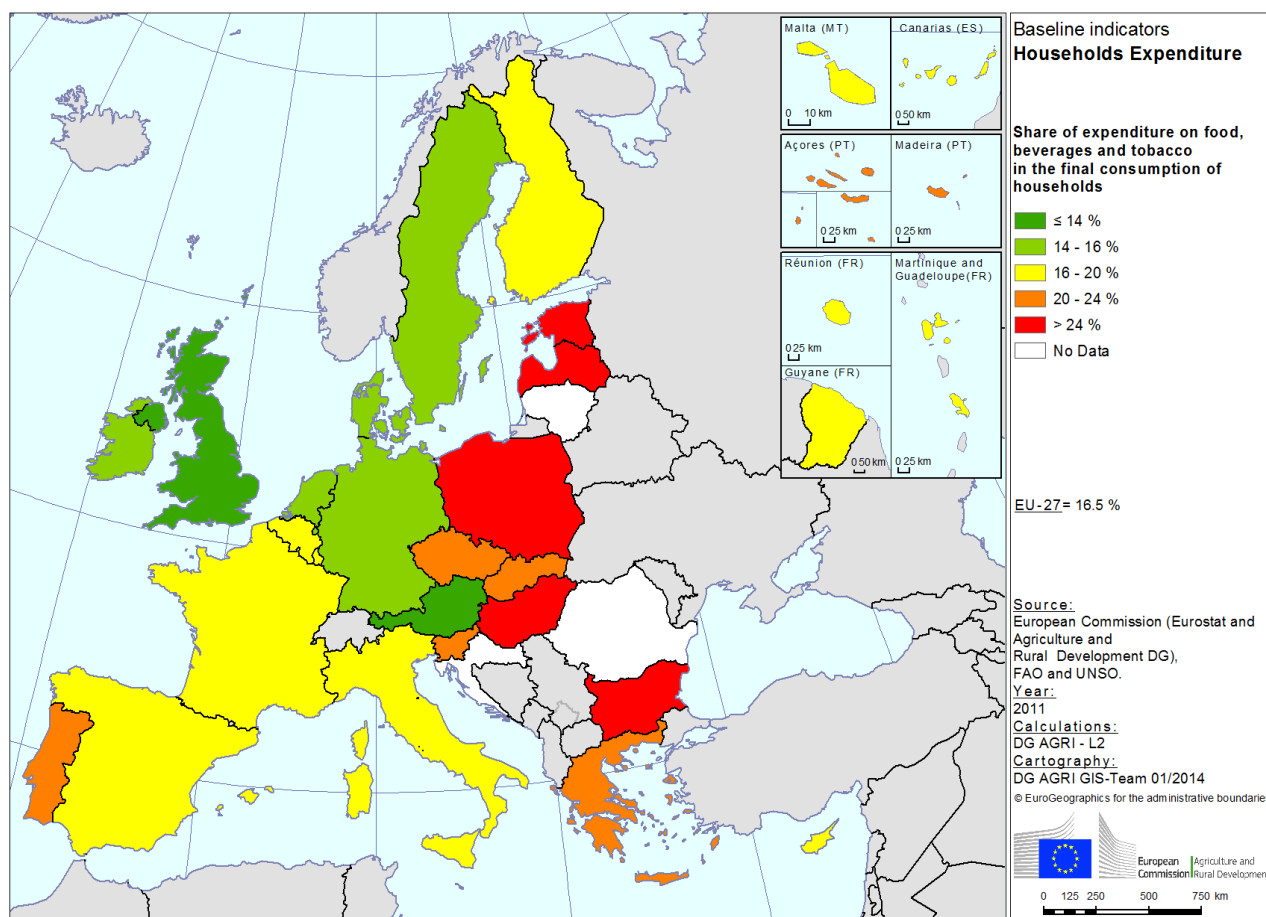 Baseline indicators
Households Expenditure
Share of expenditure on food,
beverages and tobacco
in the final consumption of
households
≤ 14 %
14 - 16 %
16 - 20 %
20 - 24 %
> 24 %
No Data
EU-27= 16.5 %
Source:
European Commission (Eurostat and
Agriculture and
Rural Development DG),
FAO and UNSO.
Year:
2011
Calculations:
DG AGRI - L2
Cartography:
DG AGRI GIS-Team 01/2014
© EuroGeographics for the administrative boundaries
European
Commission
Agriculture and
Rural Development
0 125 250 500 750 km
Malta (MT)
0 10 km
Canarias (ES)
0 50 km
Açores (PT)
0 25 km
Madeira (PT)
0 25 km
Réunion (FR)
0 25 km
Martinique and
Guadeloupe(FR)
0 25 km
Guyane (FR)
0 50 km